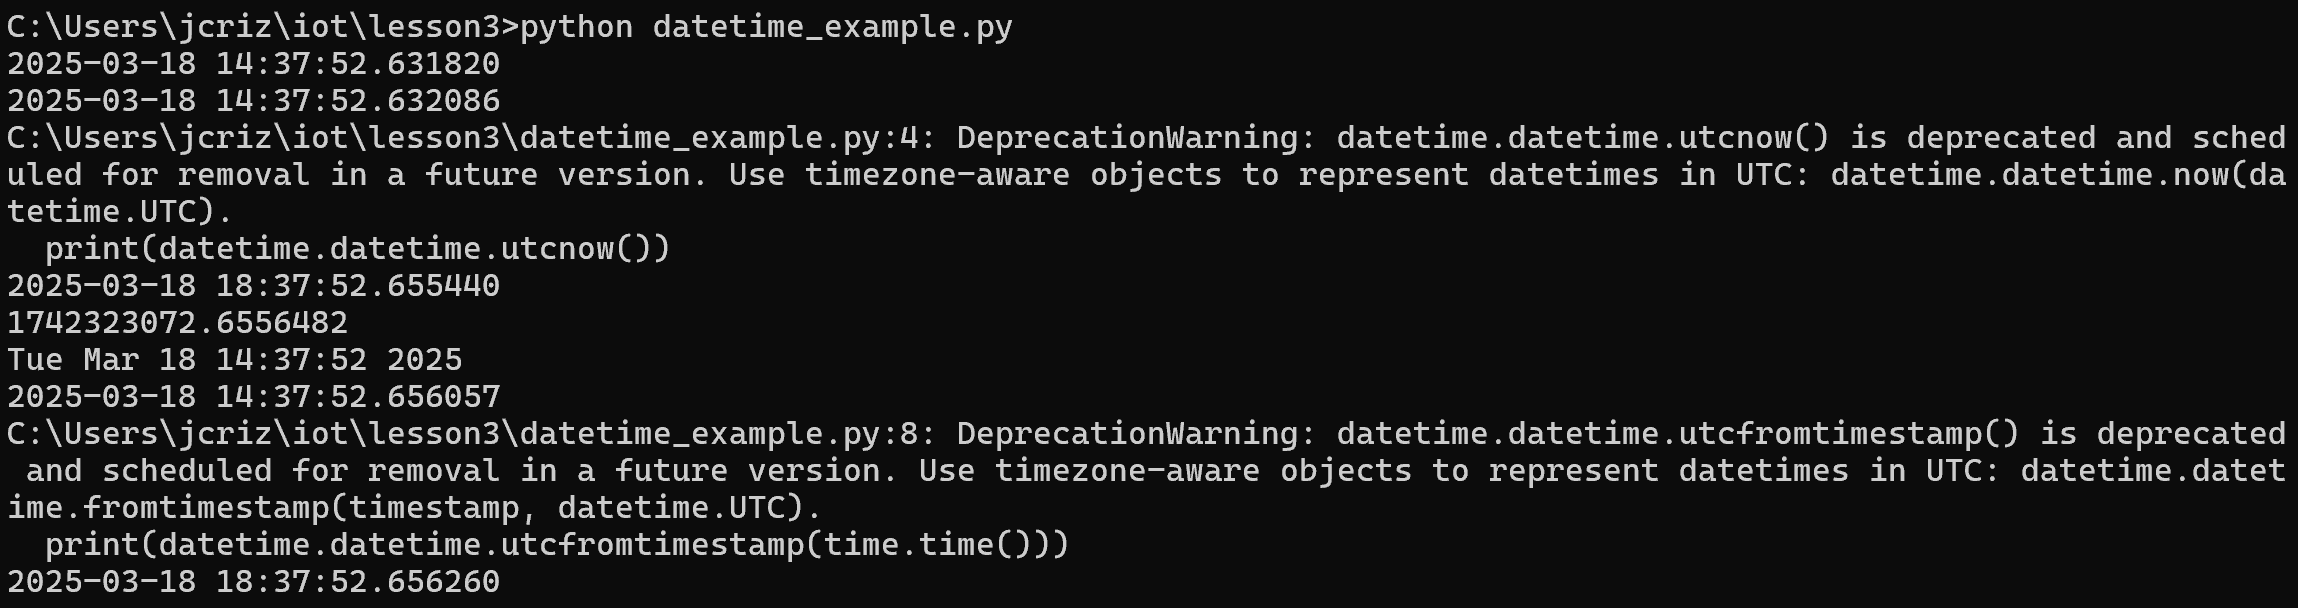 C:\Users\jcriz\iot\lesson3>python datetime_example.py
2025-03-18 14:37:52.631820
2025-03-18 14:37:52.632086
C:\Users\jcriz\iot\lesson3\datetime_example.py:4: DeprecationWarning: datetime.datetime.utcnow() is deprecated and sched
uled for removal in a future version. Use timezone-aware objects to represent datetimes in UTC: datetime.datetime.now(da
tetime.UTC).
  print(datetime.datetime.utcnow())
2025-03-18 18:37:52.655440
1742323072.6556482
Tue Mar 18 14:37:52 2025
2025-03-18 14:37:52.656057
C:\Users\jcriz\iot\lesson3\datetime_example.py:8: DeprecationWarning: datetime.datetime.utcfromtimestamp() is deprecated
 and scheduled for removal in a future version. Use timezone-aware objects to represent datetimes in UTC: datetime.datet
ime.fromtimestamp(timestamp, datetime.UTC).
  print(datetime.datetime.utcfromtimestamp(time.time()))
2025-03-18 18:37:52.656260